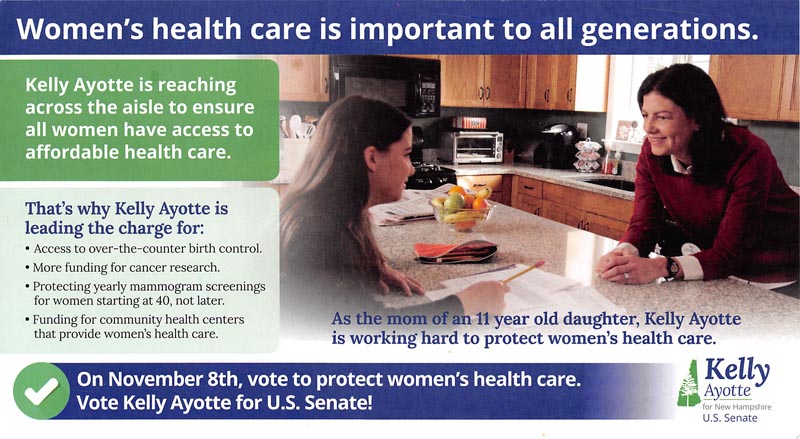 Women's health care is important to all generations.
Kelly Ayotte is reaching
across the aisle to ensure
all women have access to
affordable health care.
That's why Kelly Ayotte is
leading the charge for:
• Access to over-the-counter birth control.
• More funding for cancer research.
• Protecting yearly mammogram screenings
for women starting at 40, not later.
• Funding for community health centers
that provide women's health care.
As the mom of an 11 year old daughter, Kelly Ayotte
is working hard to protect women's health care.
On November 8th, vote to protect women's health care.
Vote Kelly Ayotte for U.S. Senate!
Kelly
Ayotte
for New Hampshire
U.S. Senate